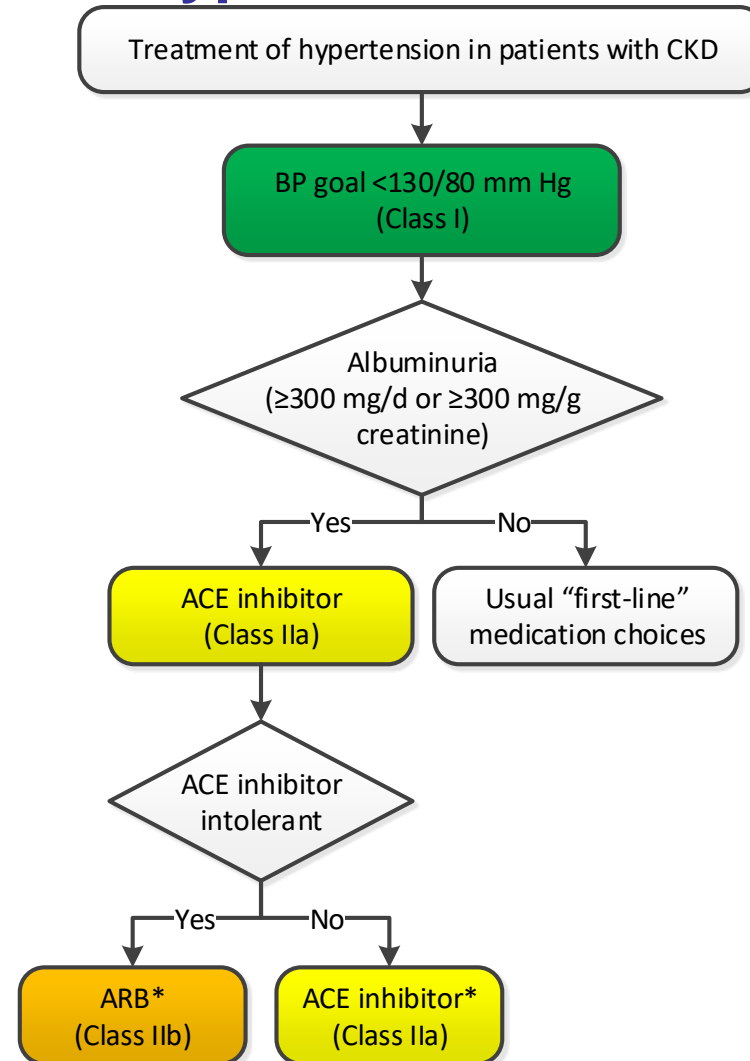 Treatment of hypertension in patients with CKD
BP goal <130/80 mm Hg
(Class I)
Albuminuria
(≥300 mg/d or ≥300 mg/g
creatinine)
Yes
No
ACE inhibitor
(Class IIa)
Usual “first-line”
medication choices
ACE inhibitor
intolerant
Yes
No
ARB*
(Class IIb)
ACE inhibitor*
(Class IIa)